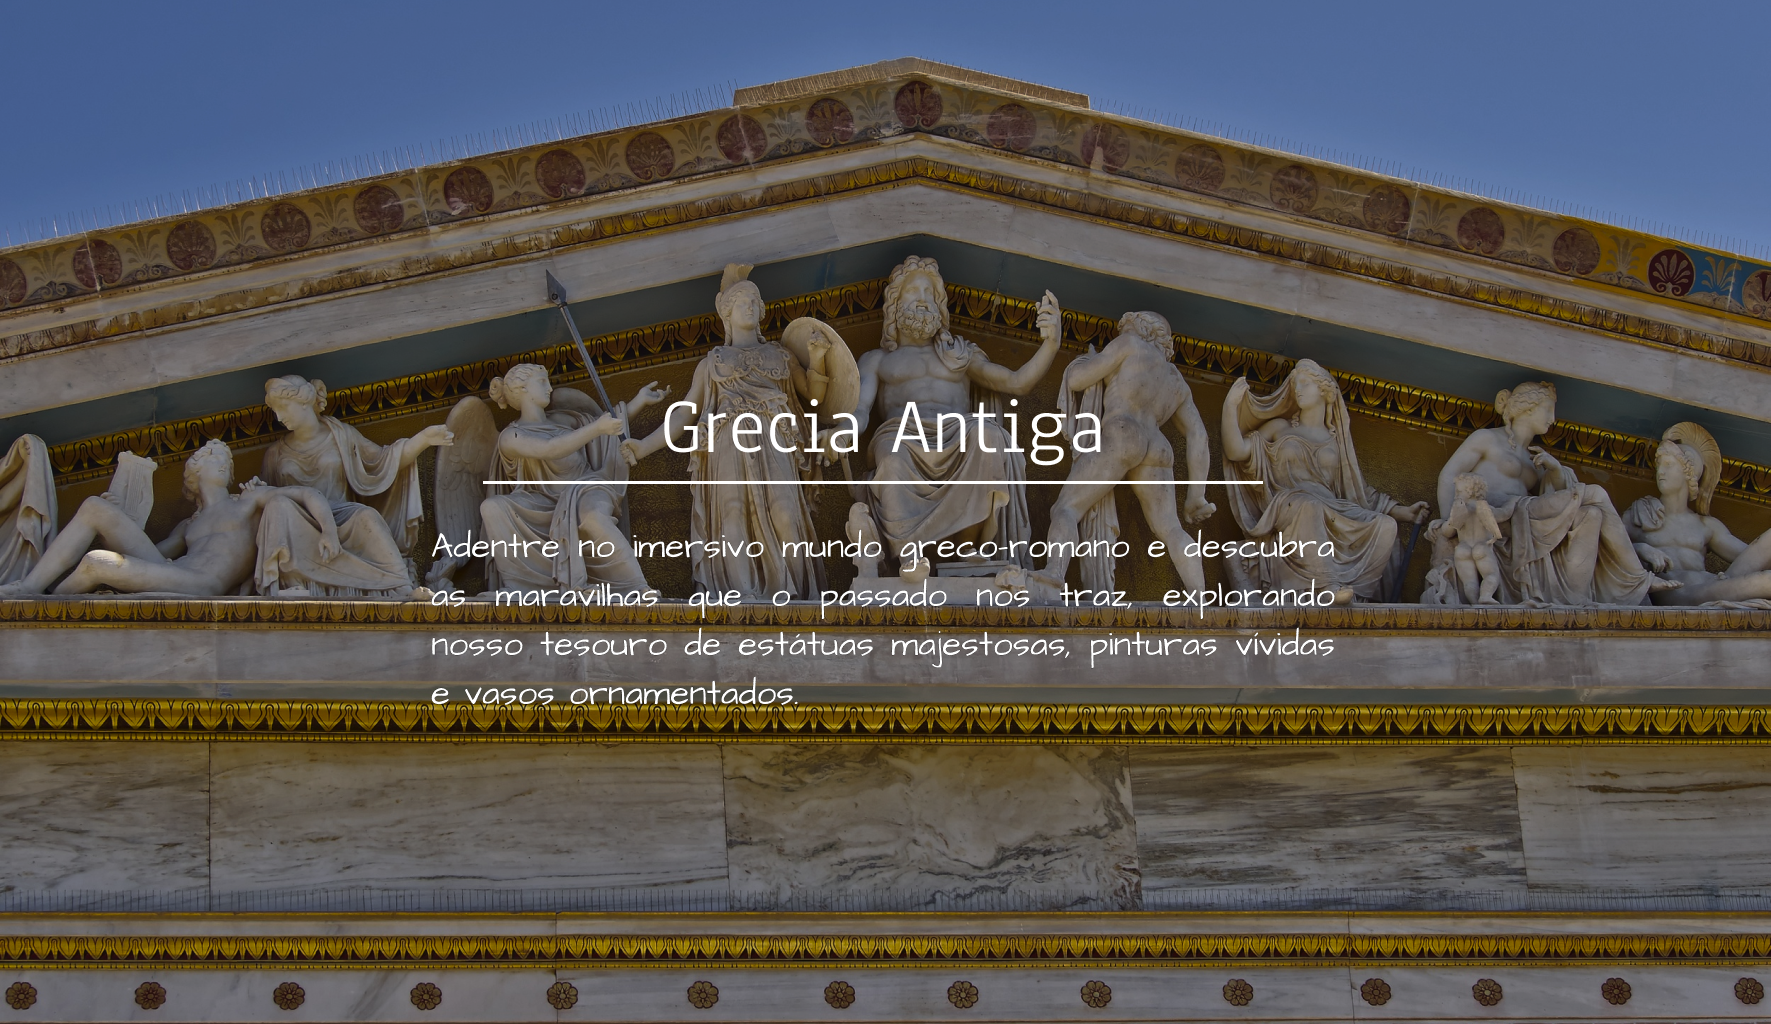 Grecia Antiga
Adentre no imersivo mundo greco-romano e descubra
as maravilhas que o passado nos traz, explorando
nosso tesouro de estátuas majestosas, pinturas vívidas
e vasos ornamentados.